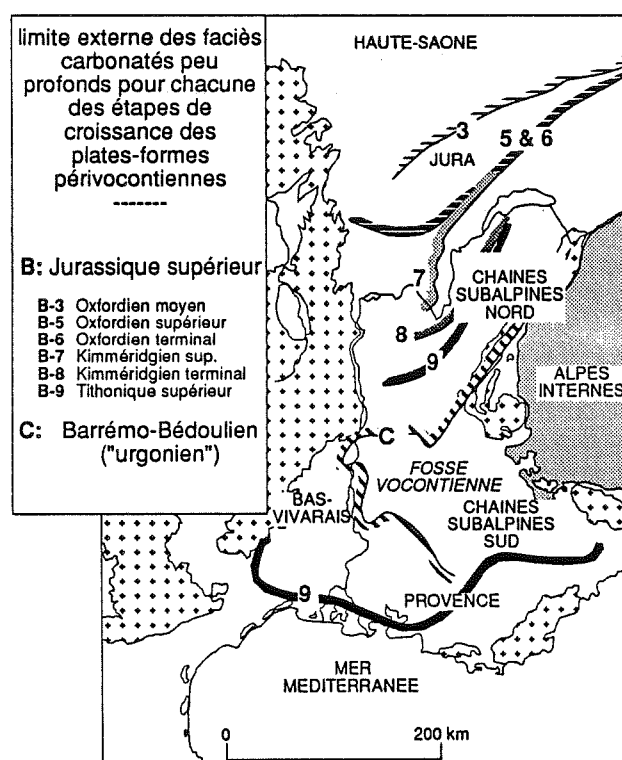 limite externe des faciès
carbonatés peu
profonds pour chacune
des étapes de
croissance des
plates-formes
périvocontiennes
-------
B: Jurassique supérieur
B-3 Oxfordien moyen
B-5 Oxfordien supérieur
B-6 Oxfordien terminal
B-7 Kimméridgien sup.
B-8 Kimméridgien terminal
B-9 Tithonique supérieur
C: Barrémo-Bédoulien
("urgonien")
HAUTE-SAONE
3
5 & 6
JURA
7
CHAINES
SUBALPINES
NORD
8
9
ALPES
INTERNES
C
FOSSE
VOCONTIENNE
BAS-
VIVARAIS
CHAINES
SUBALPINES
SUD
9
PROVENCE
MER
MEDITERRANEE
0
200 km